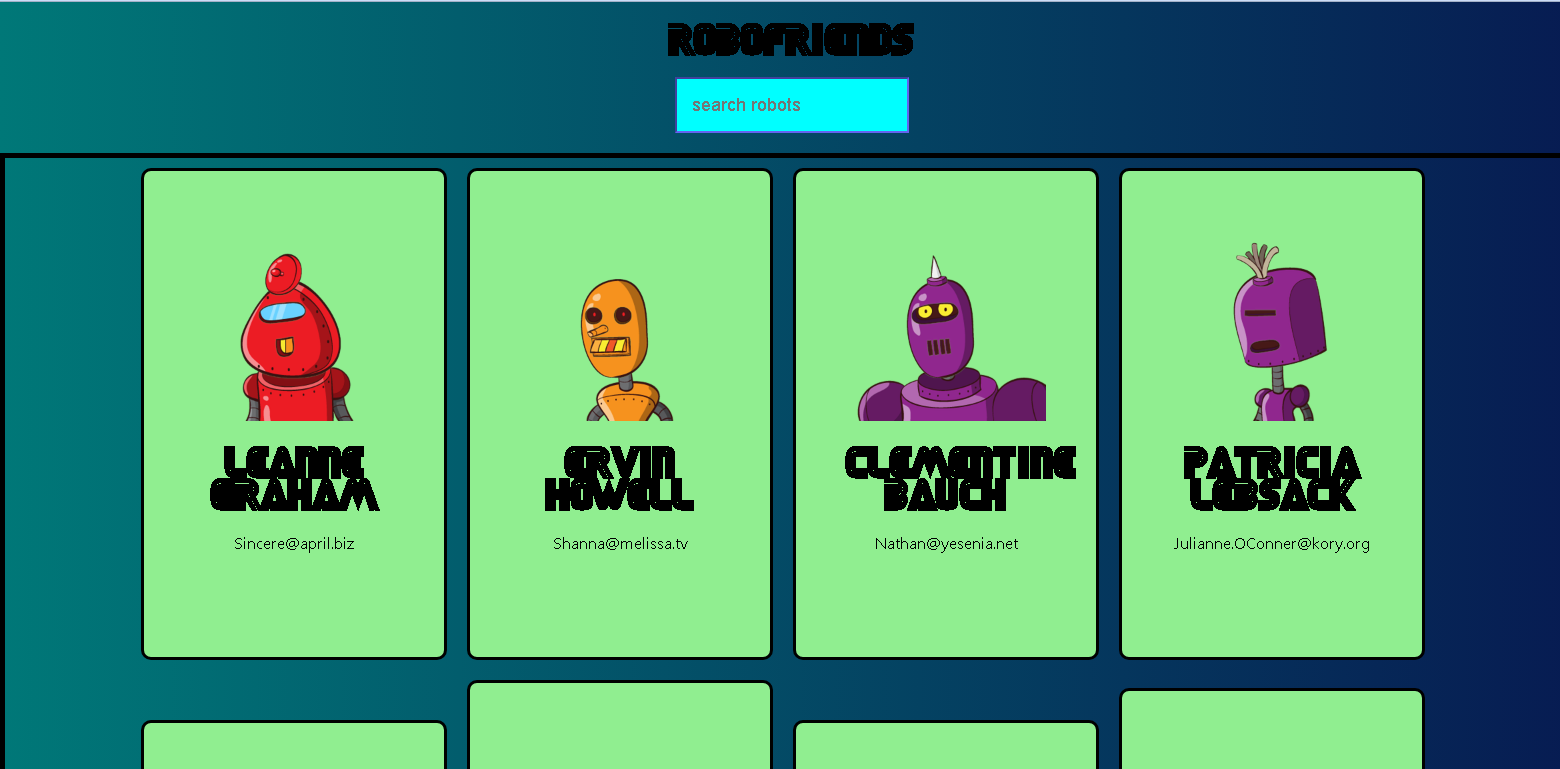 ROBOFRIENDS
search robots
LEANNE
GRAHAM
Sincere@april.biz
ERVIN
HOWELL
Shanna@melissa.tv
CLEMENTINE
BAUCH
Nathan@yesenia.net
PATRICIA
LEBSACK
Julianne.OConner@kory.org